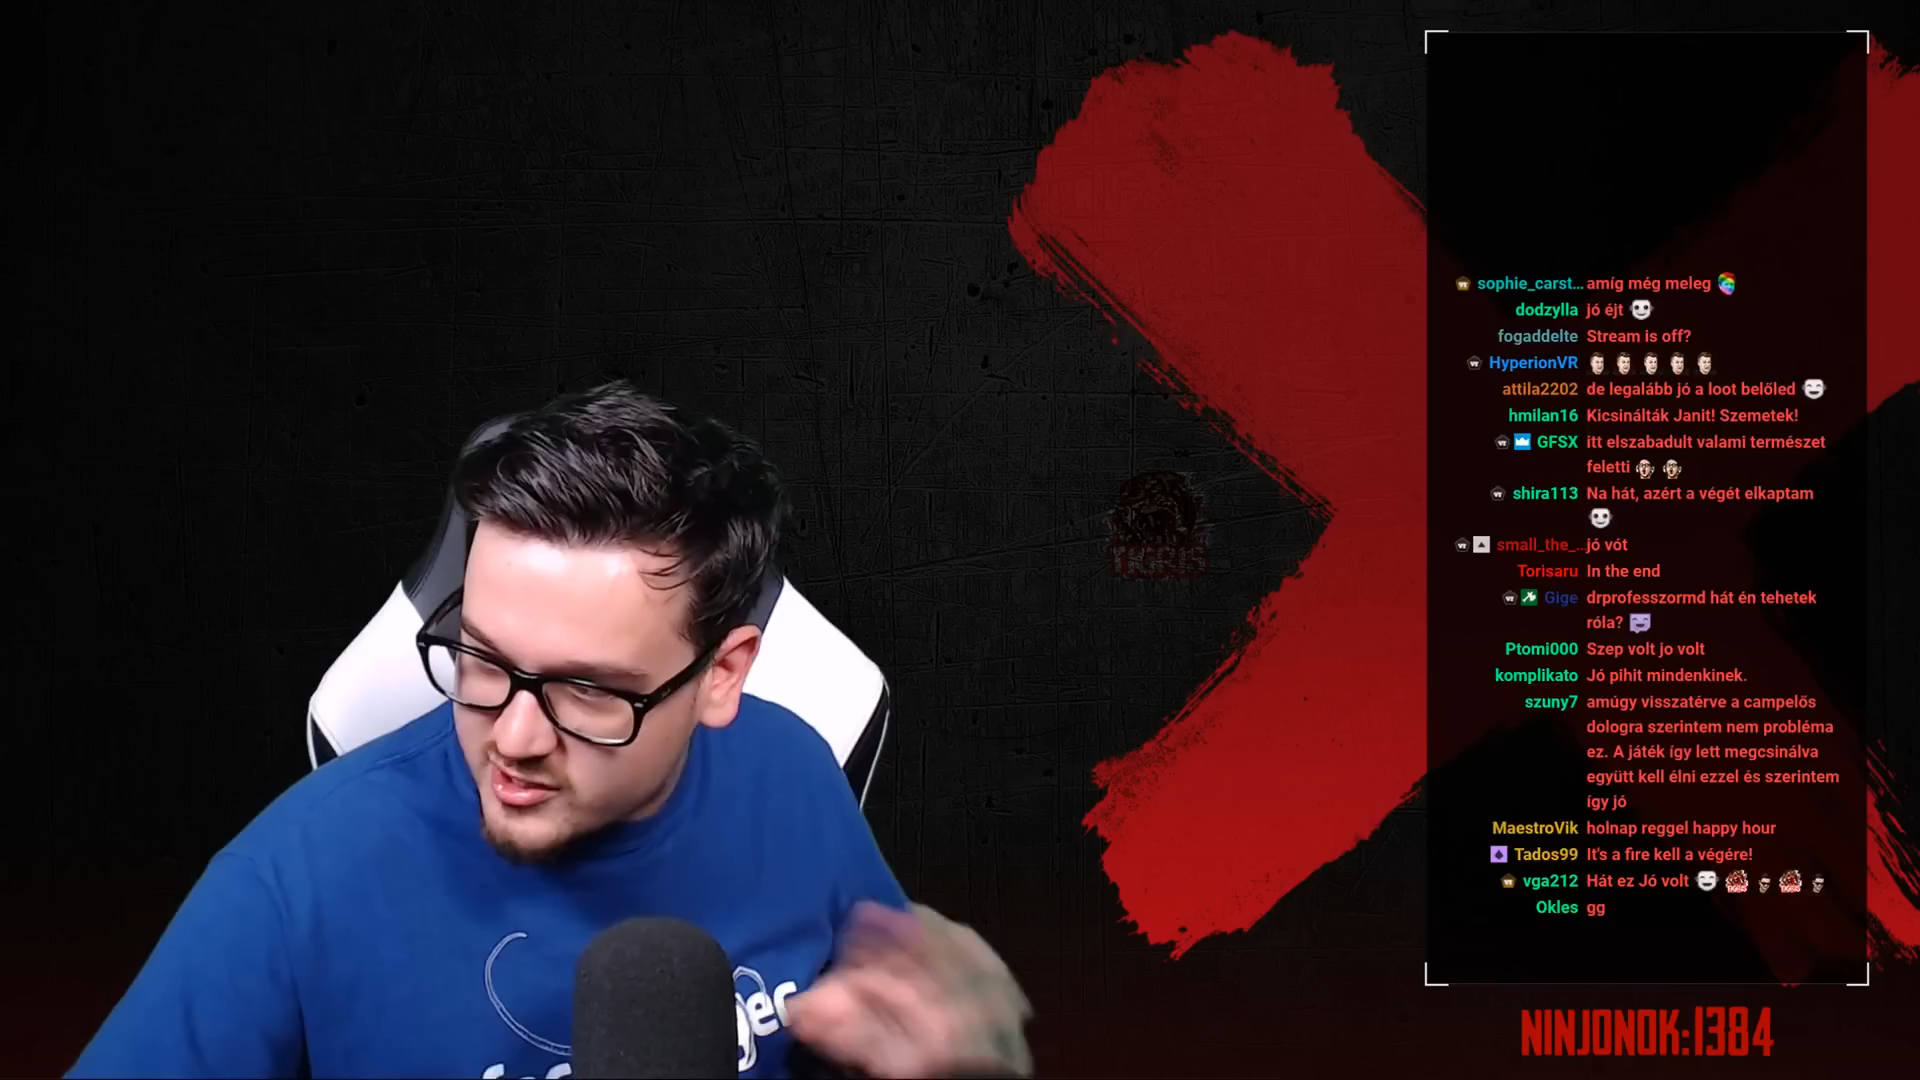 sophie_carst... amíg még meleg
dodzylla jó éjt
fogaddelte Stream is off?
HyperionVR
attila2202 de legalább jó a loot belőled
hmilan16 Kicsinálták Janit! Szemetek!
GFSX itt elszabadult valami természet
feletti
shira113 Na hát, azért a végét elkaptam
small_the_... jó vót
TIGRIS
Torisaru In the end
Gige drprofesszormd hát én tehetek
róla?
Ptomi000 Szep volt jo volt
komplikato Jó pihit mindenkinek.
szuny7 amúgy visszatérve a campelős
dologra szerintem nem probléma
ez. A játék így lett megcsinálva
együtt kell élni ezzel és szerintem
így jó
MaestroVik holnap reggel happy hour
Tados99 It's a fire kell a végére!
vga212 Hát ez Jó volt
Okles gg
NINJONOK:1384